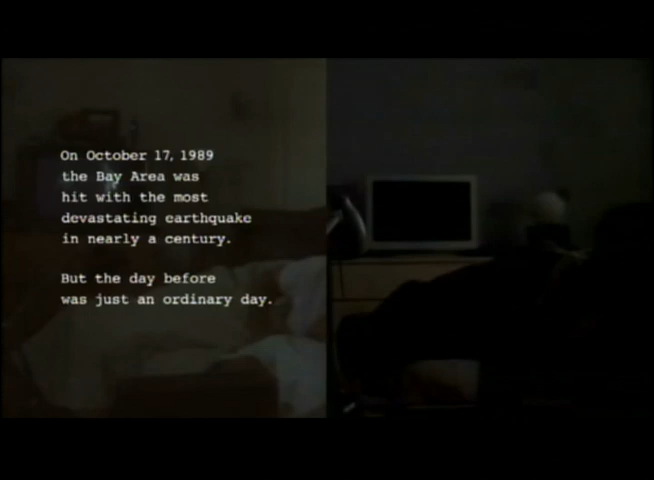 On October 17, 1989
the Bay Area was
hit with the most
devastating earthquake
in nearly a century.
But the day before
was just an ordinary day.